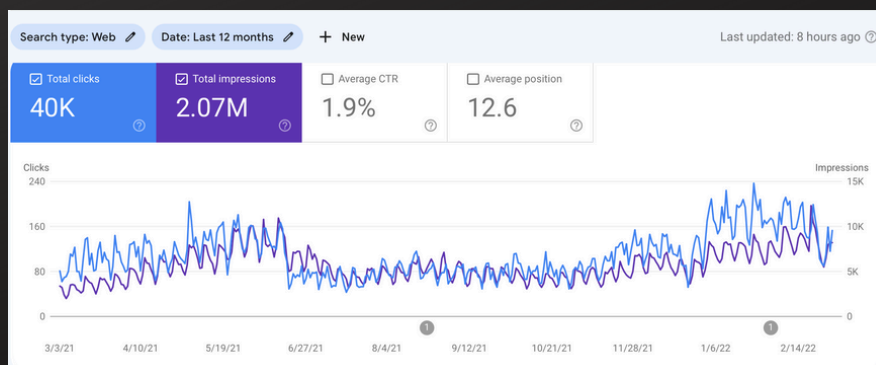 Search type: Web Date: Last 12 months + New Last updated: 8 hours ago
Total clicks Total impressions Average CTR Average position
40K 2.07M 1.9% 12.6
Clicks Impressions
240 15K
160 10K
80 5K
0 0
1 1
3/3/21 4/10/21 5/19/21 6/27/21 8/4/21 9/12/21 10/21/21 11/28/21 1/6/22 2/14/22